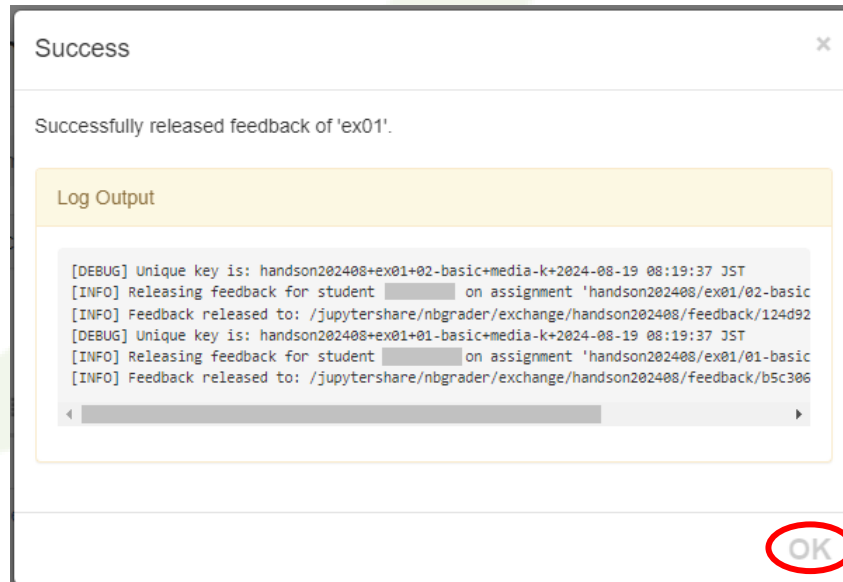 Success
×
Successfully released feedback of 'ex01'.
Log Output
[DEBUG] Unique key is: handson202408+ex01+02-basic+media-k+2024-08-19 08:19:37 JST
[INFO] Releasing feedback for student on assignment 'handson202408/ex01/02-basic
[INFO] Feedback released to: /jupytershare/nbgrader/exchange/handson202408/feedback/124d92
[DEBUG] Unique key is: handson202408+ex01+01-basic+media-k+2024-08-19 08:19:37 JST
[INFO] Releasing feedback for student on assignment 'handson202408/ex01/01-basic
[INFO] Feedback released to: /jupytershare/nbgrader/exchange/handson202408/feedback/b5c306
OK